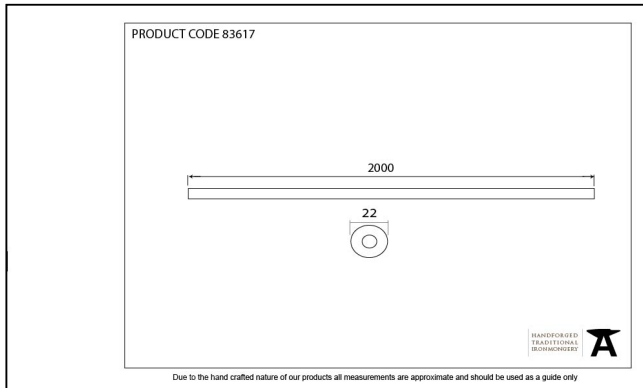 PRODUCT CODE 83617
2000
22
HANDFORGED
TRADITIONAL
IRONMONGERY
Due to the hand crafted nature of our products all measurements are approximate and should be used as a guide only